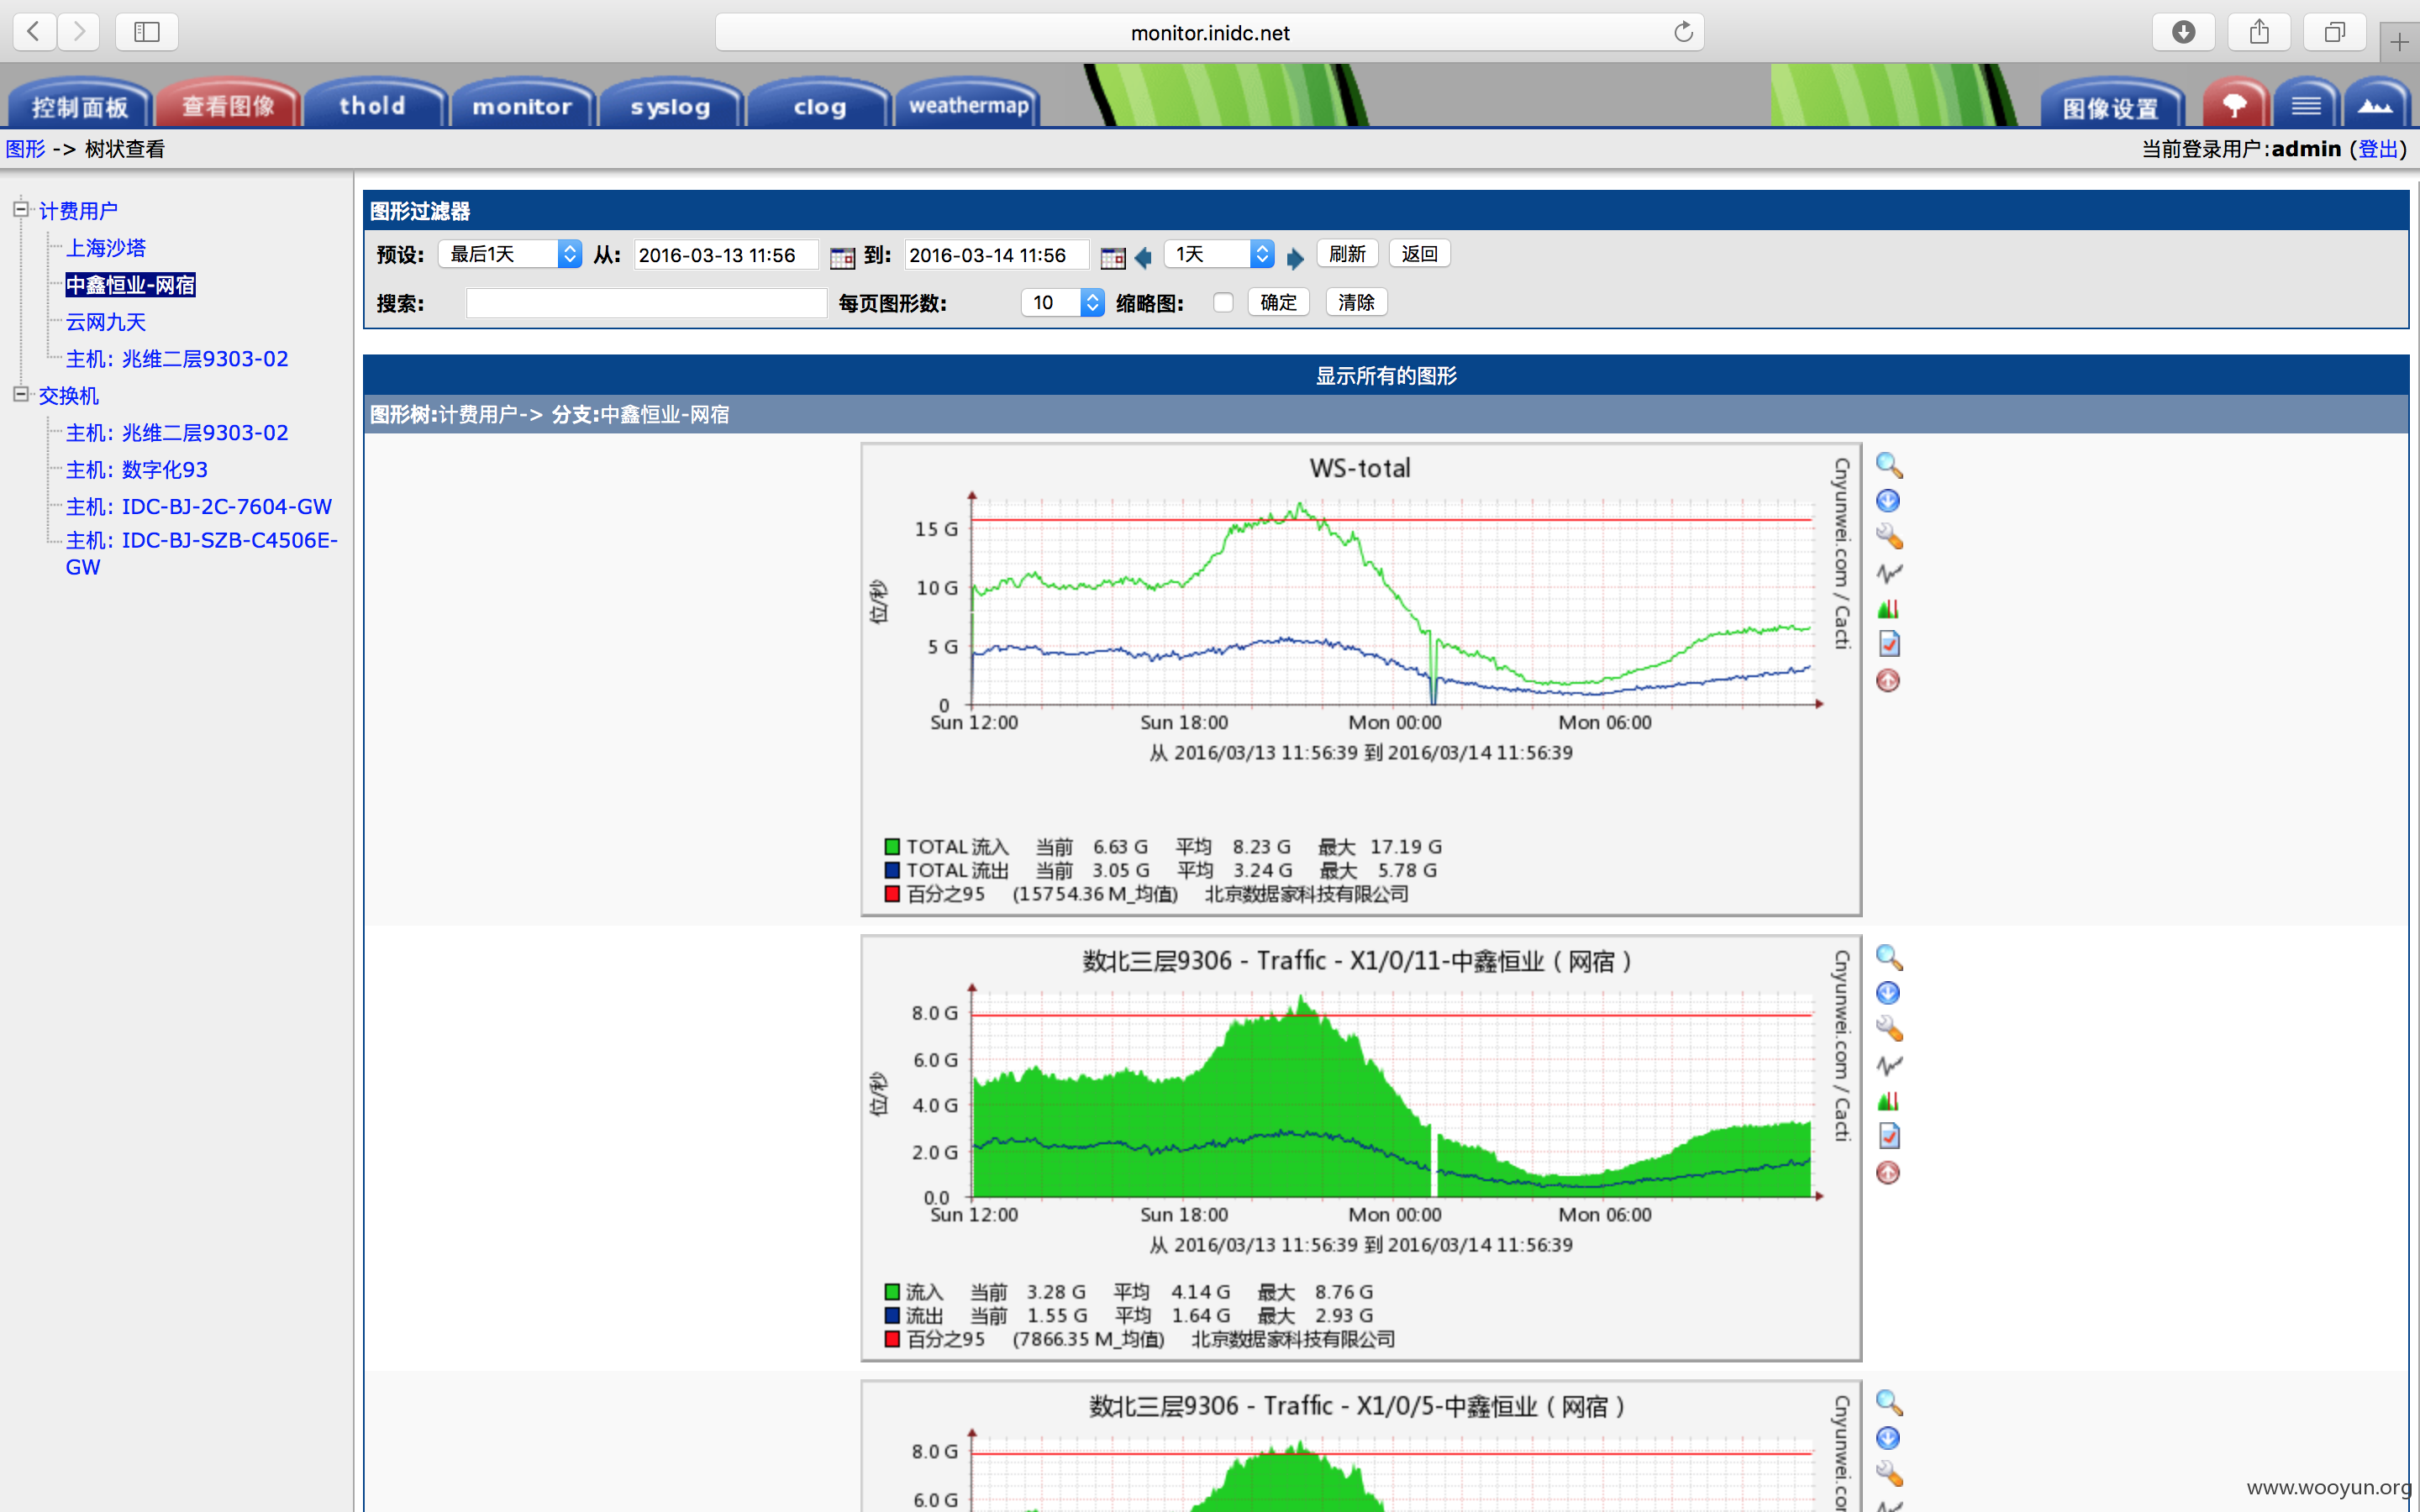 monitor.inidc.net
控制面板 查看图像 thold monitor syslog clog weathermap 图像设置
图形 -> 树状查看 当前登录用户:admin (登出)
计费用户
上海沙塔
中鑫恒业-网宿
云网九天
主机: 兆维二层9303-02
交换机
主机: 兆维二层9303-02
主机: 数字化93
主机: IDC-BJ-2C-7604-GW
主机: IDC-BJ-SZB-C4506E-
GW
图形过滤器
预设: 最后1天 从: 2016-03-13 11:56 到: 2016-03-14 11:56 1天 刷新 返回
搜索: 每页图形数: 10 缩略图: 确定 清除
显示所有的图形
图形树:计费用户-> 分支:中鑫恒业-网宿
WS-total
Cnyunwei.com / Cacti
位/秒
15 G
10 G
5 G
0
Sun 12:00 Sun 18:00 Mon 00:00 Mon 06:00
从 2016/03/13 11:56:39 到 2016/03/14 11:56:39
TOTAL 流入 当前 6.63 G 平均 8.23 G 最大 17.19 G
TOTAL 流出 当前 3.05 G 平均 3.24 G 最大 5.78 G
百分之95 (15754.36 M_均值) 北京数据家科技有限公司
数北三层9306 - Traffic - X1/0/11-中鑫恒业（网宿）
Cnyunwei.com / Cacti
位/秒
8.0 G
6.0 G
4.0 G
2.0 G
0.0
Sun 12:00 Sun 18:00 Mon 00:00 Mon 06:00
从 2016/03/13 11:56:39 到 2016/03/14 11:56:39
流入 当前 3.28 G 平均 4.14 G 最大 8.76 G
流出 当前 1.55 G 平均 1.64 G 最大 2.93 G
百分之95 (7866.35 M_均值) 北京数据家科技有限公司
数北三层9306 - Traffic - X1/0/5-中鑫恒业（网宿）
Cnyunwei.cor
8.0 G
6.0 G
www.wooyun.org